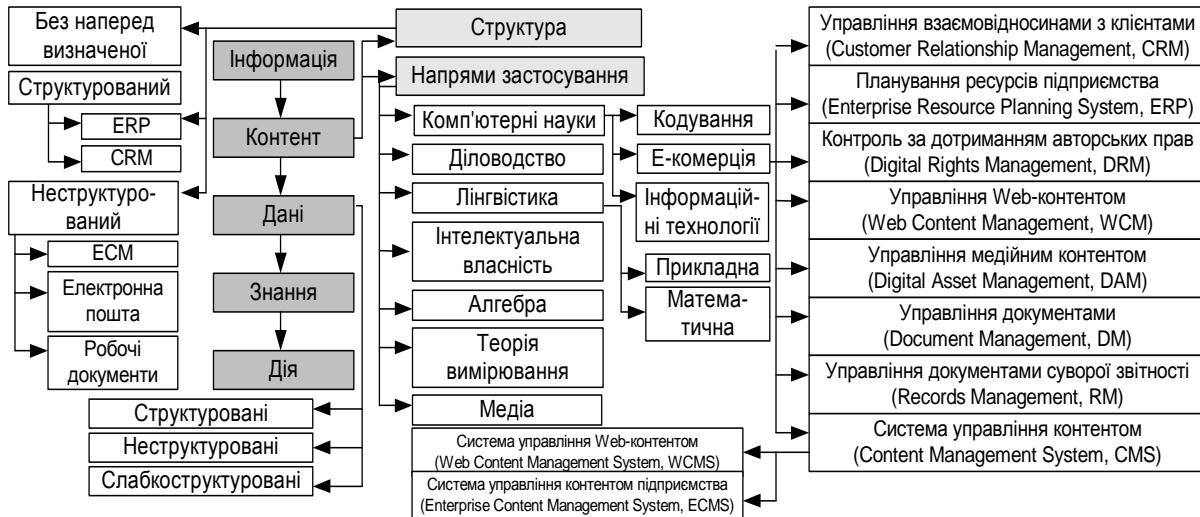 Без наперед
визначеної
Структурований
ERP
CRM
Неструктуро-
ваний
ECM
Електронна
пошта
Робочі
документи
Інформація
Контент
Дані
Знання
Дія
Структуровані
Неструктуровані
Слабкоструктуровані
Структура
Напрями застосування
Комп'ютерні науки
Діловодство
Лінгвістика
Інтелектуальна
власність
Алгебра
Теорія
вимірювання
Медіа
Кодування
Е-комерція
Інформацій-
ні технології
Прикладна
Матема-
тична
Система управління Web-контентом
(Web Content Management System, WCMS)
Система управління контентом підприємства
(Enterprise Content Management System, ECMS)
Управління взаємовідносинами з клієнтами
(Customer Relationship Management, CRM)
Планування ресурсів підприємства
(Enterprise Resource Planning System, ERP)
Контроль за дотриманням авторських прав
(Digital Rights Management, DRM)
Управління Web-контентом
(Web Content Management, WCM)
Управління медійним контентом
(Digital Asset Management, DAM)
Управління документами
(Document Management, DM)
Управління документами суворої звітності
(Records Management, RM)
Система управління контентом
(Content Management System, CMS)